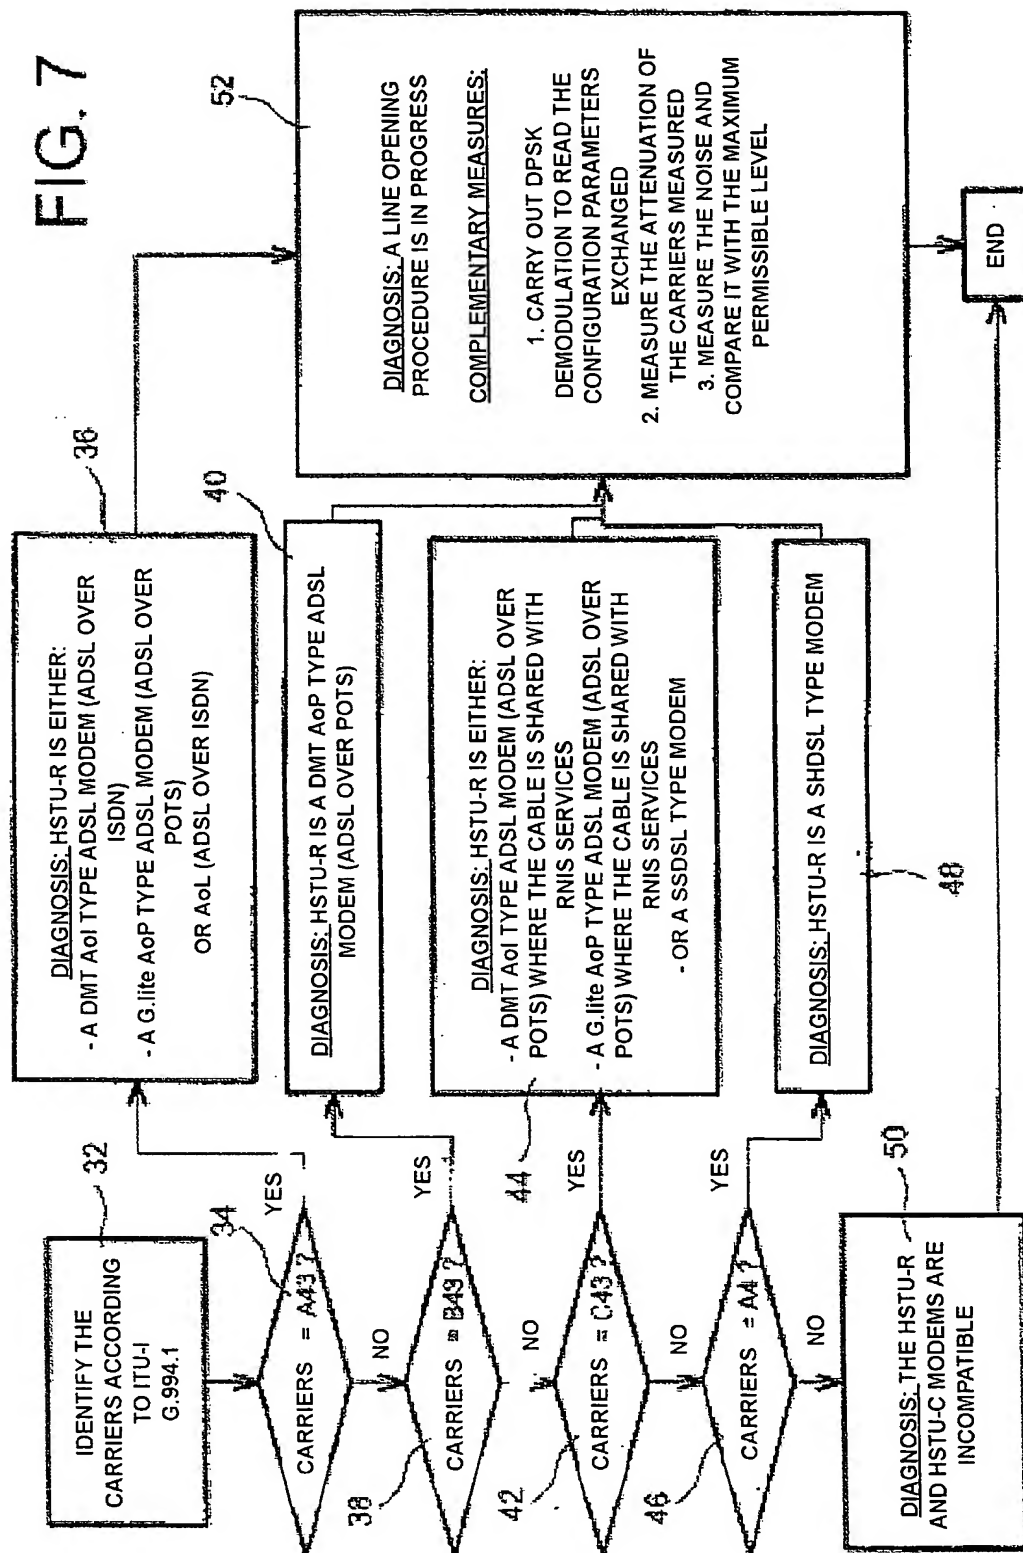 FIG. 7
32
IDENTIFY THE
CARRIERS ACCORDING
TO ITU-I
G.994.1
34
CARRIERS = A43 ?
YES
NO
36
DIAGNOSIS: HSTU-R IS EITHER:
- A DMT AoI TYPE ADSL MODEM (ADSL OVER
ISDN)
- A G.lite AoP TYPE ADSL MODEM (ADSL OVER
POTS)
OR AoL (ADSL OVER ISDN)
38
CARRIERS = B43 ?
YES
NO
40
DIAGNOSIS: HSTU-R IS A DMT AoP TYPE ADSL
MODEM (ADSL OVER POTS)
42
CARRIERS = C43 ?
YES
NO
44
DIAGNOSIS: HSTU-R IS EITHER:
- A DMT AoI TYPE ADSL MODEM (ADSL OVER
POTS) WHERE THE CABLE IS SHARED WITH
RNIS SERVICES
- A G.lite AoP TYPE ADSL MODEM (ADSL OVER
POTS) WHERE THE CABLE IS SHARED WITH
RNIS SERVICES
- OR A SSDSL TYPE MODEM
46
CARRIERS = A4 ?
YES
NO
48
DIAGNOSIS: HSTU-R IS A SHDSL TYPE MODEM
50
DIAGNOSIS: THE HSTU-R
AND HSTU-C MODEMS ARE
INCOMPATIBLE
52
DIAGNOSIS: A LINE OPENING
PROCEDURE IS IN PROGRESS
COMPLEMENTARY MEASURES:
1. CARRY OUT DPSK
DEMODULATION TO READ THE
CONFIGURATION PARAMETERS
EXCHANGED
2. MEASURE THE ATTENUATION OF
THE CARRIERS MEASURED
3. MEASURE THE NOISE AND
COMPARE IT WITH THE MAXIMUM
PERMISSIBLE LEVEL
END